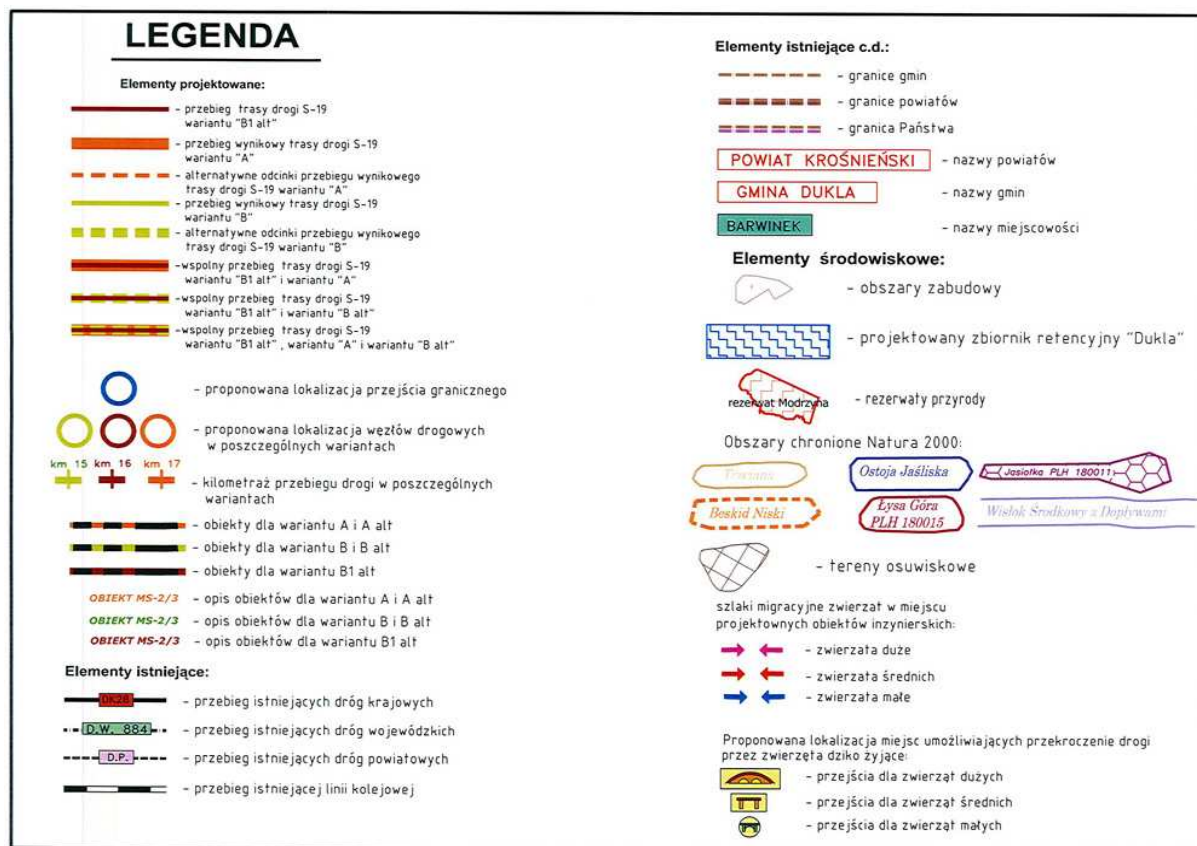 LEGENDA
Elementy projektowane:
- przebieg trasy drogi S-19
wariantu "B1 alt"
- przebieg wynikowy trasy drogi S-19
wariantu "A"
- alternatywne odcinki przebiegu wynikowego
trasy drogi S-19 wariantu "A"
- przebieg wynikowy trasy drogi S-19
wariantu "B"
- alternatywne odcinki przebiegu wynikowego
trasy drogi S-19 wariantu "B"
-wspolny przebieg trasy drogi S-19
wariantu "B1 alt" i wariantu "A"
-wspolny przebieg trasy drogi S-19
wariantu "B1 alt" i wariantu "B alt"
-wspolny przebieg trasy drogi S-19
wariantu "B1 alt" , wariantu "A" i wariantu "B alt"
- proponowana lokalizacja przejścia granicznego
- proponowana lokalizacja węzłów drogowych
w poszczególnych wariantach
km 15 km 16 km 17
- kilometraż przebiegu drogi w poszczególnych
wariantach
- obiekty dla wariantu A i A alt
- obiekty dla wariantu B i B alt
- obiekty dla wariantu B1 alt
OBIEKT MS-2/3 - opis obiektów dla wariantu A i A alt
OBIEKT MS-2/3 - opis obiektów dla wariantu B i B alt
OBIEKT MS-2/3 - opis obiektów dla wariantu B1 alt
Elementy istniejące:
DK28 - przebieg istniejących dróg krajowych
D.W. 884 - przebieg istniejących dróg wojewódzkich
D.P. - przebieg istniejących dróg powiatowych
- przebieg istniejącej linii kolejowej
Elementy istniejące c.d.:
- granice gmin
- granice powiatów
- granica Państwa
POWIAT KROŚNIEŃSKI - nazwy powiatów
GMINA DUKLA - nazwy gmin
BARWINEK - nazwy miejscowości
Elementy środowiskowe:
- obszary zabudowy
- projektowany zbiornik retencyjny "Dukla"
rezerwat Modrzyna - rezerwaty przyrody
Obszary chronione Natura 2000:
Trwiana Ostoja Jaśliska Jasiołka PLH 180011
Beskid Niski Łysa Góra Wisłok Środkowy z Dopływami
PLH 180015
- tereny osuwiskowe
szlaki migracyjne zwierzat w miejscu
projektownych obiektów inzynierskich:
- zwierzata duże
- zwierzata średnich
- zwierzata małe
Proponowana lokalizacja miejsc umożliwiających przekroczenie drogi
przez zwierzęta dziko żyjące:
- przejścia dla zwierząt dużych
- przejścia dla zwierząt średnich
- przejścia dla zwierząt małych